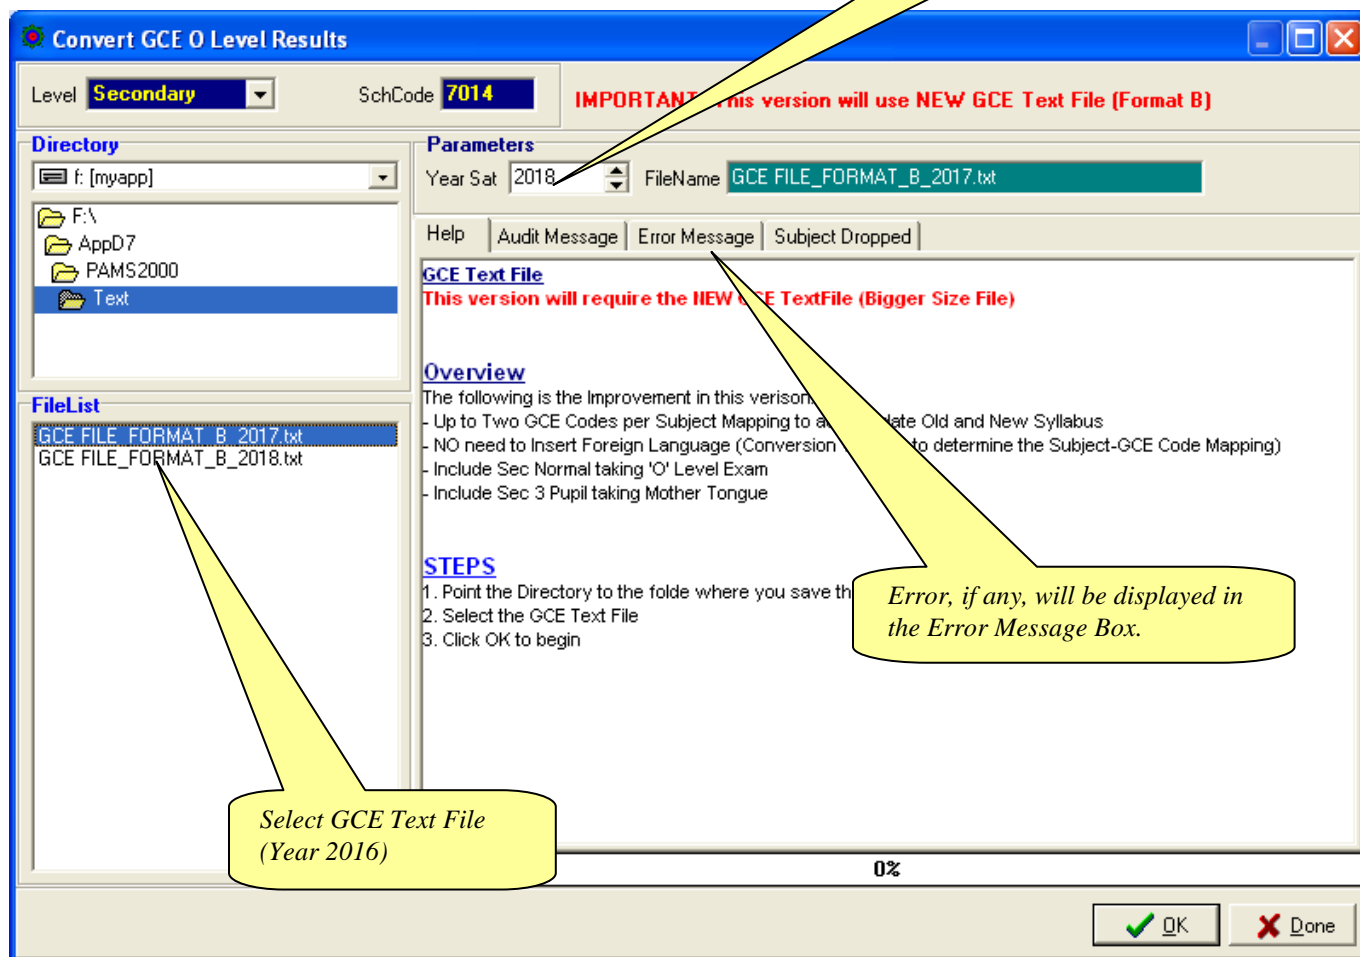 Convert GCE O Level Results
Level Secondary SchCode 7014 IMPORTANT This version will use NEW GCE Text File (Format B)
Directory
f: [myapp]
F:\
AppD7
PAMS2000
Text
FileList
GCE FILE_FORMAT_B_2017.txt
GCE FILE_FORMAT_B_2018.txt
Parameters
Year Sat 2018 FileName GCE FILE_FORMAT_B_2017.txt
Help Audit Message Error Message Subject Dropped
GCE Text File
This version will require the NEW GCE TextFile (Bigger Size File)
Overview
The following is the Improvement in this verison
- Up to Two GCE Codes per Subject Mapping to Old and New Syllabus
- NO need to Insert Foreign Language (Conversion to determine the Subject-GCE Code Mapping)
- Include Sec Normal taking 'O' Level Exam
- Include Sec 3 Pupil taking Mother Tongue
STEPS
1. Point the Directory to the folde where you save
2. Select the GCE Text File
3. Click OK to begin
Error, if any, will be displayed in
the Error Message Box.
Select GCE Text File
(Year 2016)
0%
OK Done